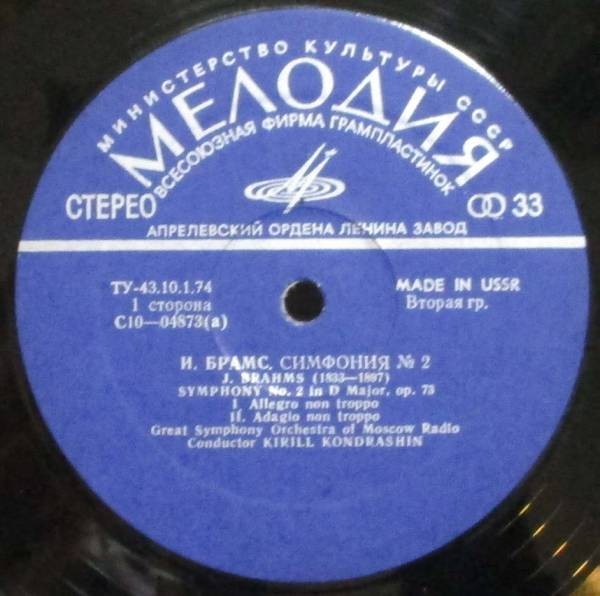 МИНИСТЕРСТВО КУЛЬТУРЫ СССР
МЕЛОДИЯ
ВСЕСОЮЗНАЯ ФИРМА ГРАМПЛАСТИНОК
СТЕРЕО
33
АПРЕЛЕВСКИЙ ОРДЕНА ЛЕНИНА ЗАВОД
ТУ-43.10.1.74
MADE IN USSR
1 сторона
Вторая гр.
С10—04873(а)
И. БРАМС. СИМФОНИЯ № 2
J. BRAHMS (1833—1897)
SYMPHONY No. 2 in D Major, op. 73
I. Allegro non troppo
II. Adagio non troppo
Great Symphony Orchestra of Moscow Radio
Conductor KIRILL KONDRASHIN